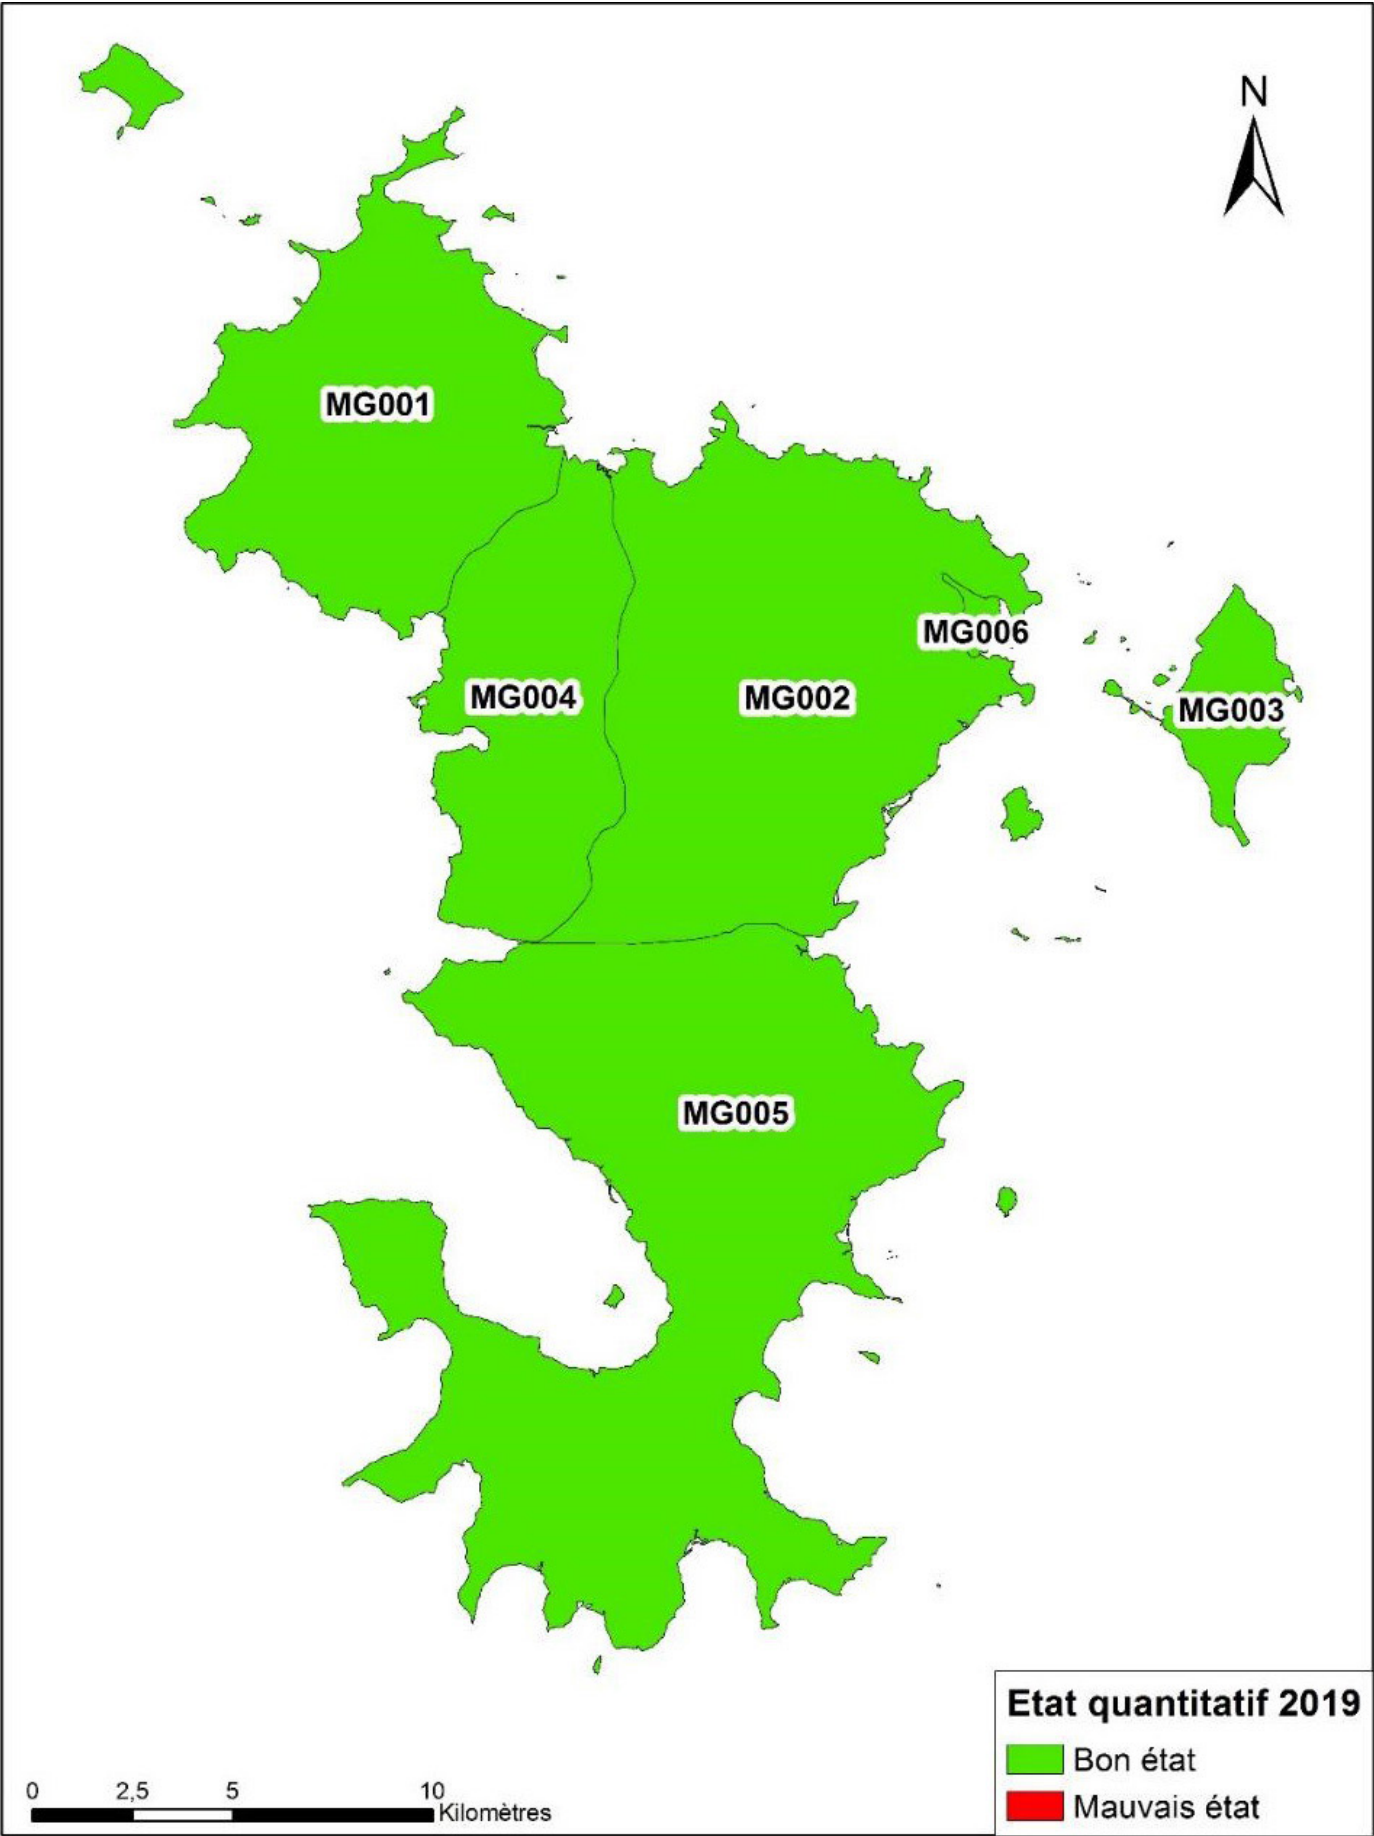 N
MG001
MG006
MG004
MG002
MG003
MG005
Etat quantitatif 2019
Bon état
Mauvais état
0 2,5 5 10
Kilomètres